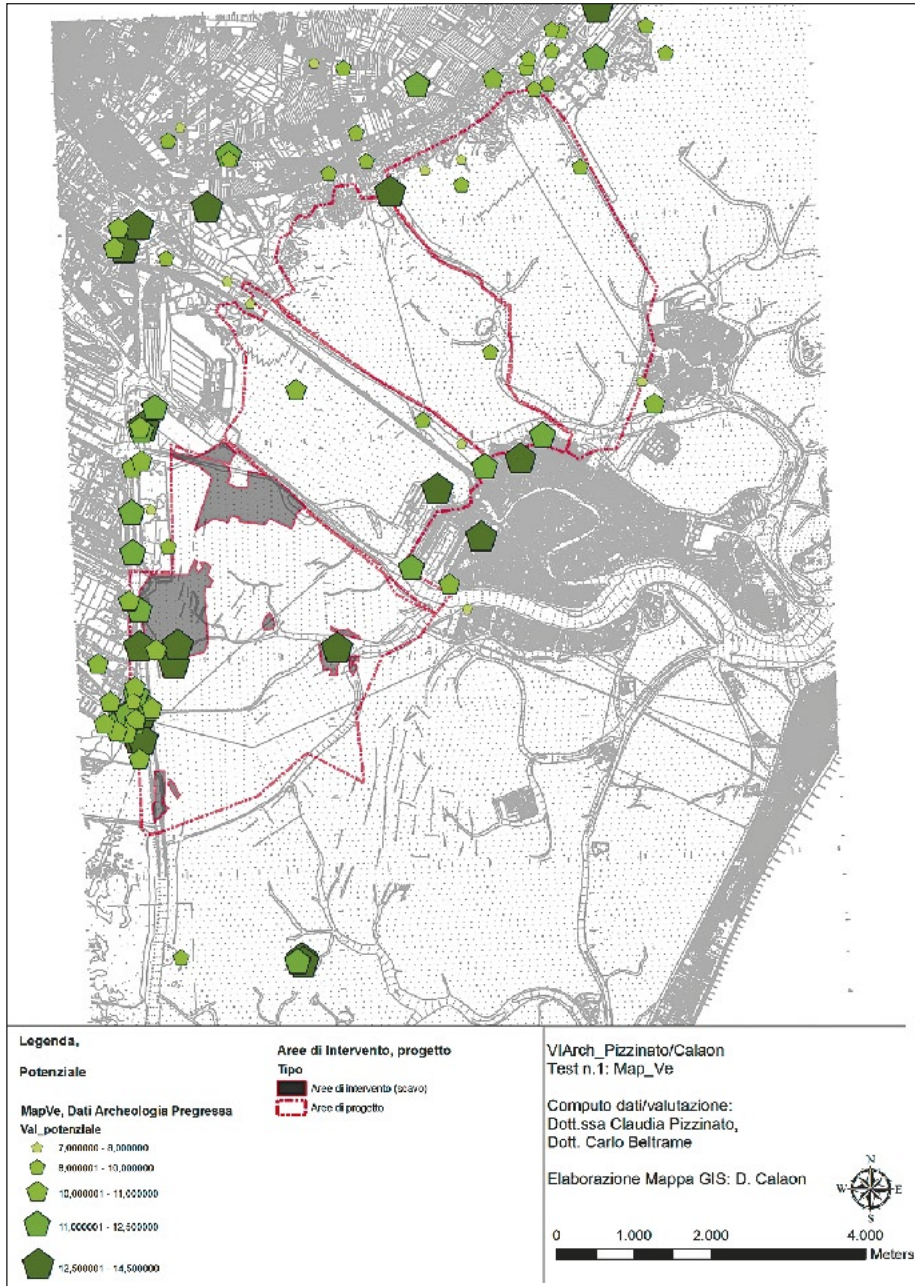 Legenda,
Potenziale
MapVe, Dati Archeologia Pregressa
Val_potenziale
7,000000 - 8,000000
8,000001 - 10,000000
10,000001 - 11,000000
11,000001 - 12,500000
12,500001 - 14,500000
Aree di Intervento, progetto
Tipo
Aree di intervento (scavo)
Aree di progetto
VIArch_Pizzinato/Calaon
Test n.1: Map_Ve
Computo dati/valutazione:
Dott.ssa Claudia Pizzinato,
Dott. Carlo Beltrame
Elaborazione Mappa GIS: D. Calaon
N
W E
S
0 1.000 2.000 4.000
Meters